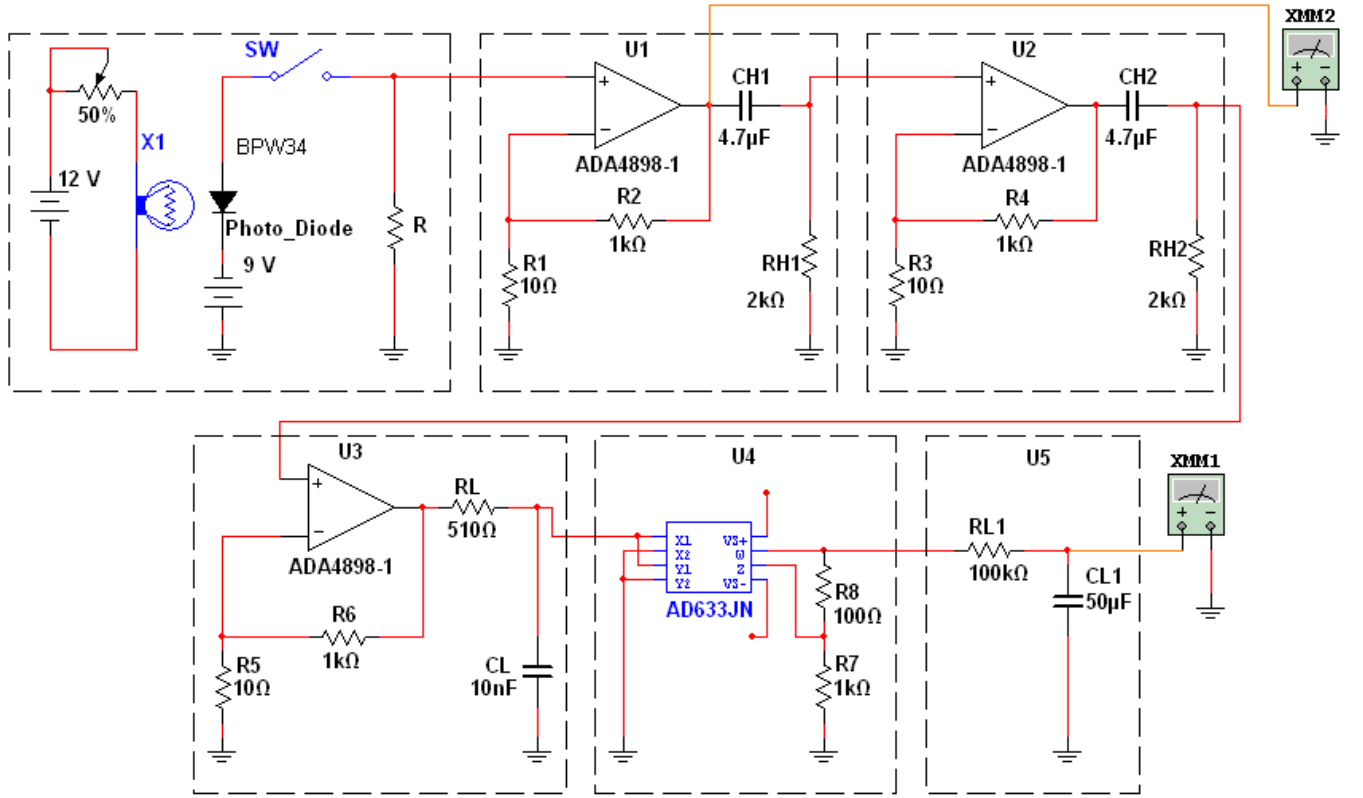 XMM2
SW
U1
U2
50%
X1
12 V
BPW34
Photo_Diode
9 V
R
+
−
ADA4898-1
CH1
4.7µF
R2
1kΩ
R1
10Ω
RH1
2kΩ
+
−
ADA4898-1
CH2
4.7µF
R4
1kΩ
R3
10Ω
RH2
2kΩ
+ −
U3
U4
U5
XMM1
+
−
ADA4898-1
RL
510Ω
R6
1kΩ
R5
10Ω
CL
10nF
X1 VS+
X2 W
Y1 Z
Y2 VS-
AD633JN
R8
100Ω
R7
1kΩ
RL1
100kΩ
CL1
50µF
+ −